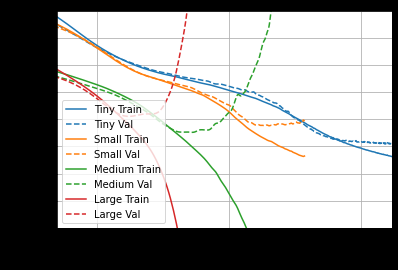 Tiny Train
Tiny Val
Small Train
Small Val
Medium Train
Medium Val
Large Train
Large Val